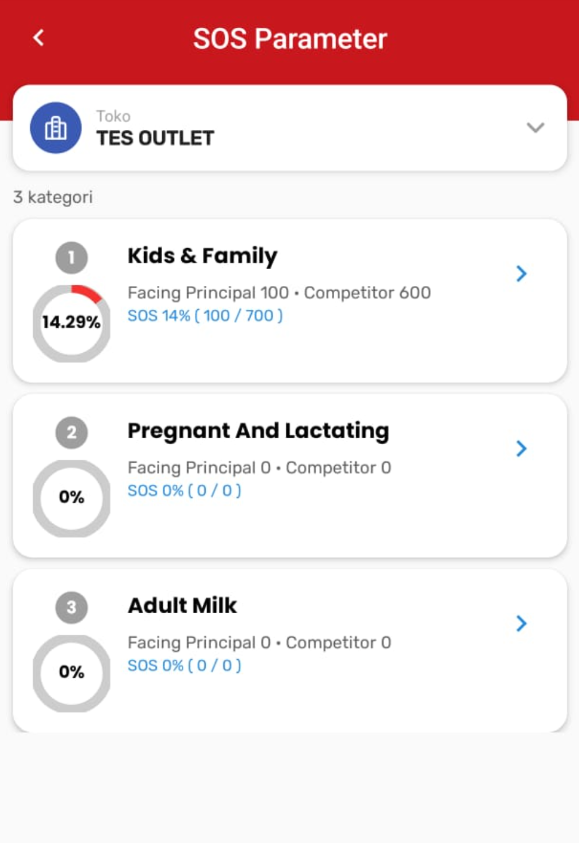 SOS Parameter
Toko
TES OUTLET
3 kategori
1
Kids & Family
Facing Principal 100 • Competitor 600
14.29%
SOS 14% ( 100 / 700 )
2
Pregnant And Lactating
Facing Principal 0 • Competitor 0
0%
SOS 0% ( 0 / 0 )
3
Adult Milk
Facing Principal 0 • Competitor 0
0%
SOS 0% ( 0 / 0 )